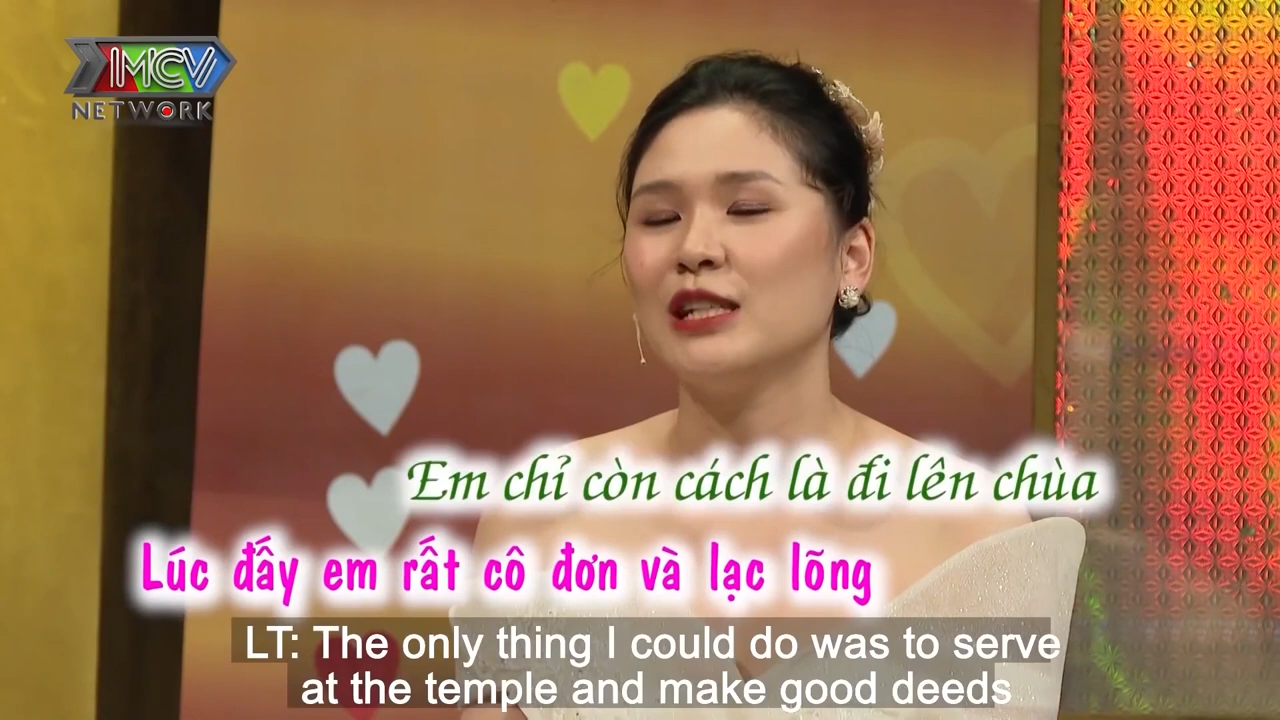 MCV
NETWORK
Em chỉ còn cách là đi lên chùa
Lúc đấy em rất cô đơn và lạc lõng
LT: The only thing I could do was to serve
at the temple and make good deeds